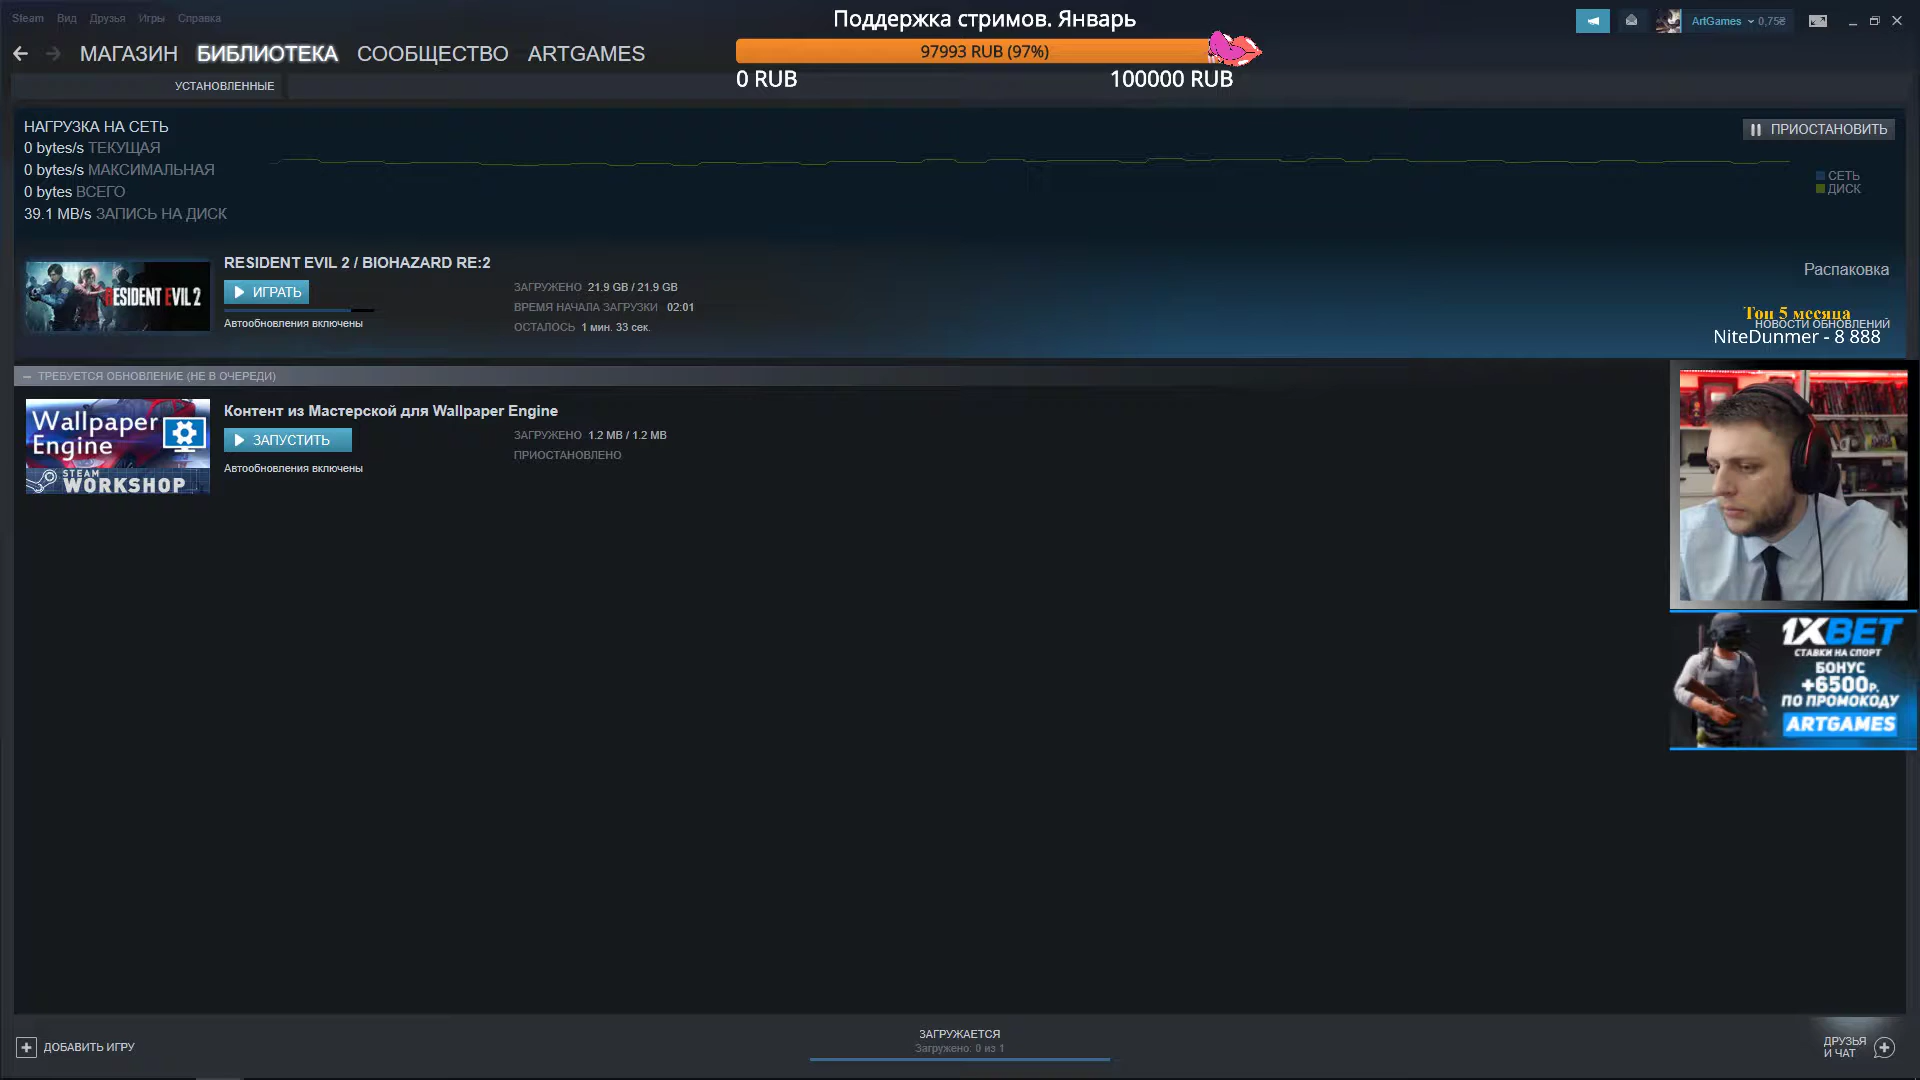 Steam Вид Друзья Игры Справка
Поддержка стримов. Январь
ArtGames 0,75₴
МАГАЗИН БИБЛИОТЕКА СООБЩЕСТВО ARTGAMES
97993 RUB (97%)
0 RUB 100000 RUB
УСТАНОВЛЕННЫЕ
НАГРУЗКА НА СЕТЬ
ПРИОСТАНОВИТЬ
0 bytes/s ТЕКУЩАЯ
0 bytes/s МАКСИМАЛЬНАЯ
СЕТЬ
0 bytes ВСЕГО
ДИСК
39.1 MB/s ЗАПИСЬ НА ДИСК
RESIDENT EVIL 2
RESIDENT EVIL 2 / BIOHAZARD RE:2
ИГРАТЬ
Автообновления включены
ЗАГРУЖЕНО 21.9 GB / 21.9 GB
ВРЕМЯ НАЧАЛА ЗАГРУЗКИ 02:01
ОСТАЛОСЬ 1 мин. 33 сек.
Распаковка
Топ 5 месяца
НОВОСТИ ОБНОВЛЕНИЙ
NiteDunmer - 8 888
– ТРЕБУЕТСЯ ОБНОВЛЕНИЕ (НЕ В ОЧЕРЕДИ)
Wallpaper
Engine
STEAM
WORKSHOP
Контент из Мастерской для Wallpaper Engine
ЗАПУСТИТЬ
Автообновления включены
ЗАГРУЖЕНО 1.2 MB / 1.2 MB
ПРИОСТАНОВЛЕНО
1XBET
СТАВКИ НА СПОРТ
БОНУС
+6500Р.
ПО ПРОМОКОДУ
ARTGAMES
ДОБАВИТЬ ИГРУ
ЗАГРУЖАЕТСЯ
Загружено: 0 из 1
ДРУЗЬЯ
И ЧАТ